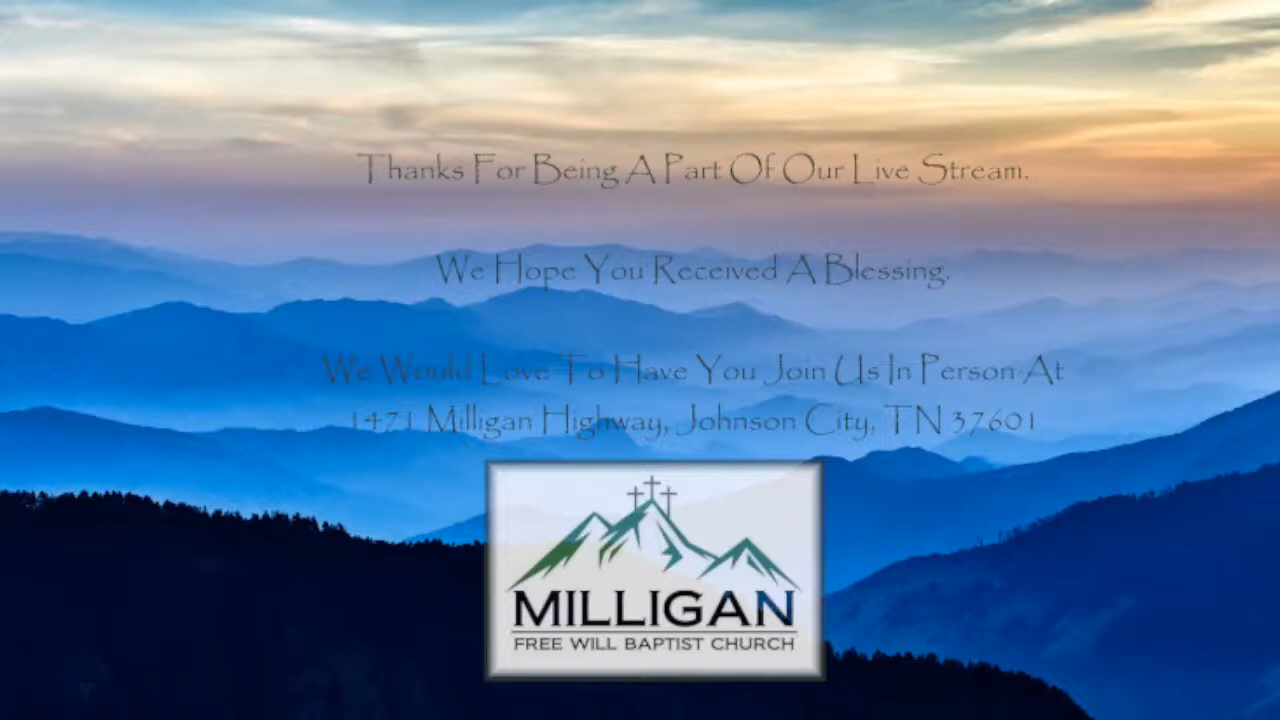 Thanks For Being A Part Of Our Live Stream.
We Hope You Received A Blessing.
We Would Love To Have You Join Us In Person At
1471 Milligan Highway, Johnson City, TN 37601
MILLIGAN
FREE WILL BAPTIST CHURCH